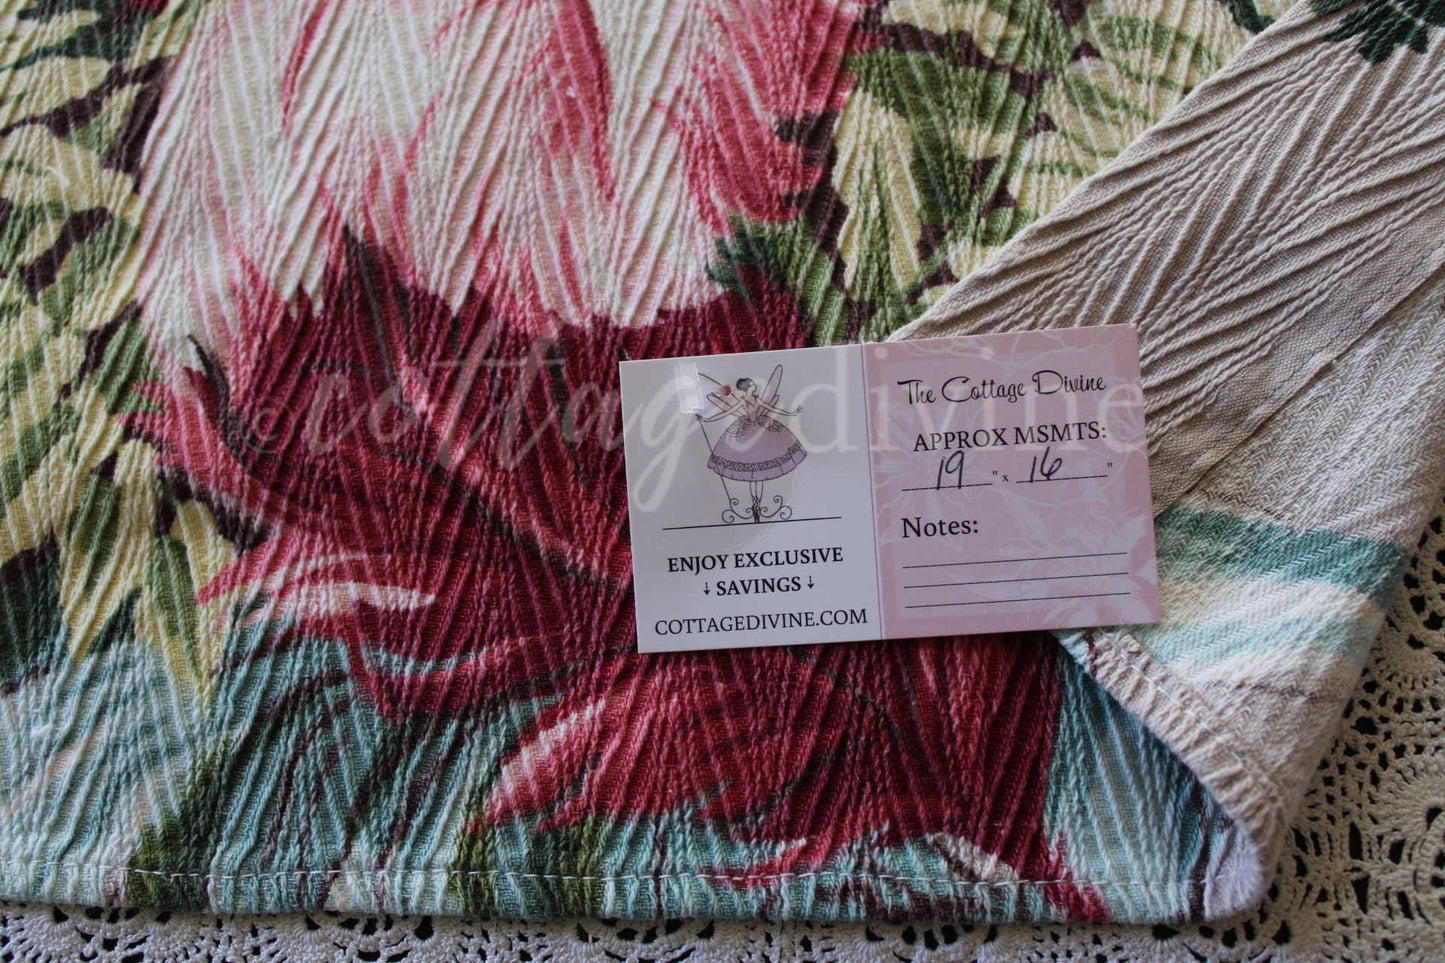 © cottagedivine
The Cottage Divine
APPROX MSMTS:
19 " x 16 "
Notes:
ENJOY EXCLUSIVE
↓ SAVINGS ↓
COTTAGEDIVINE.COM